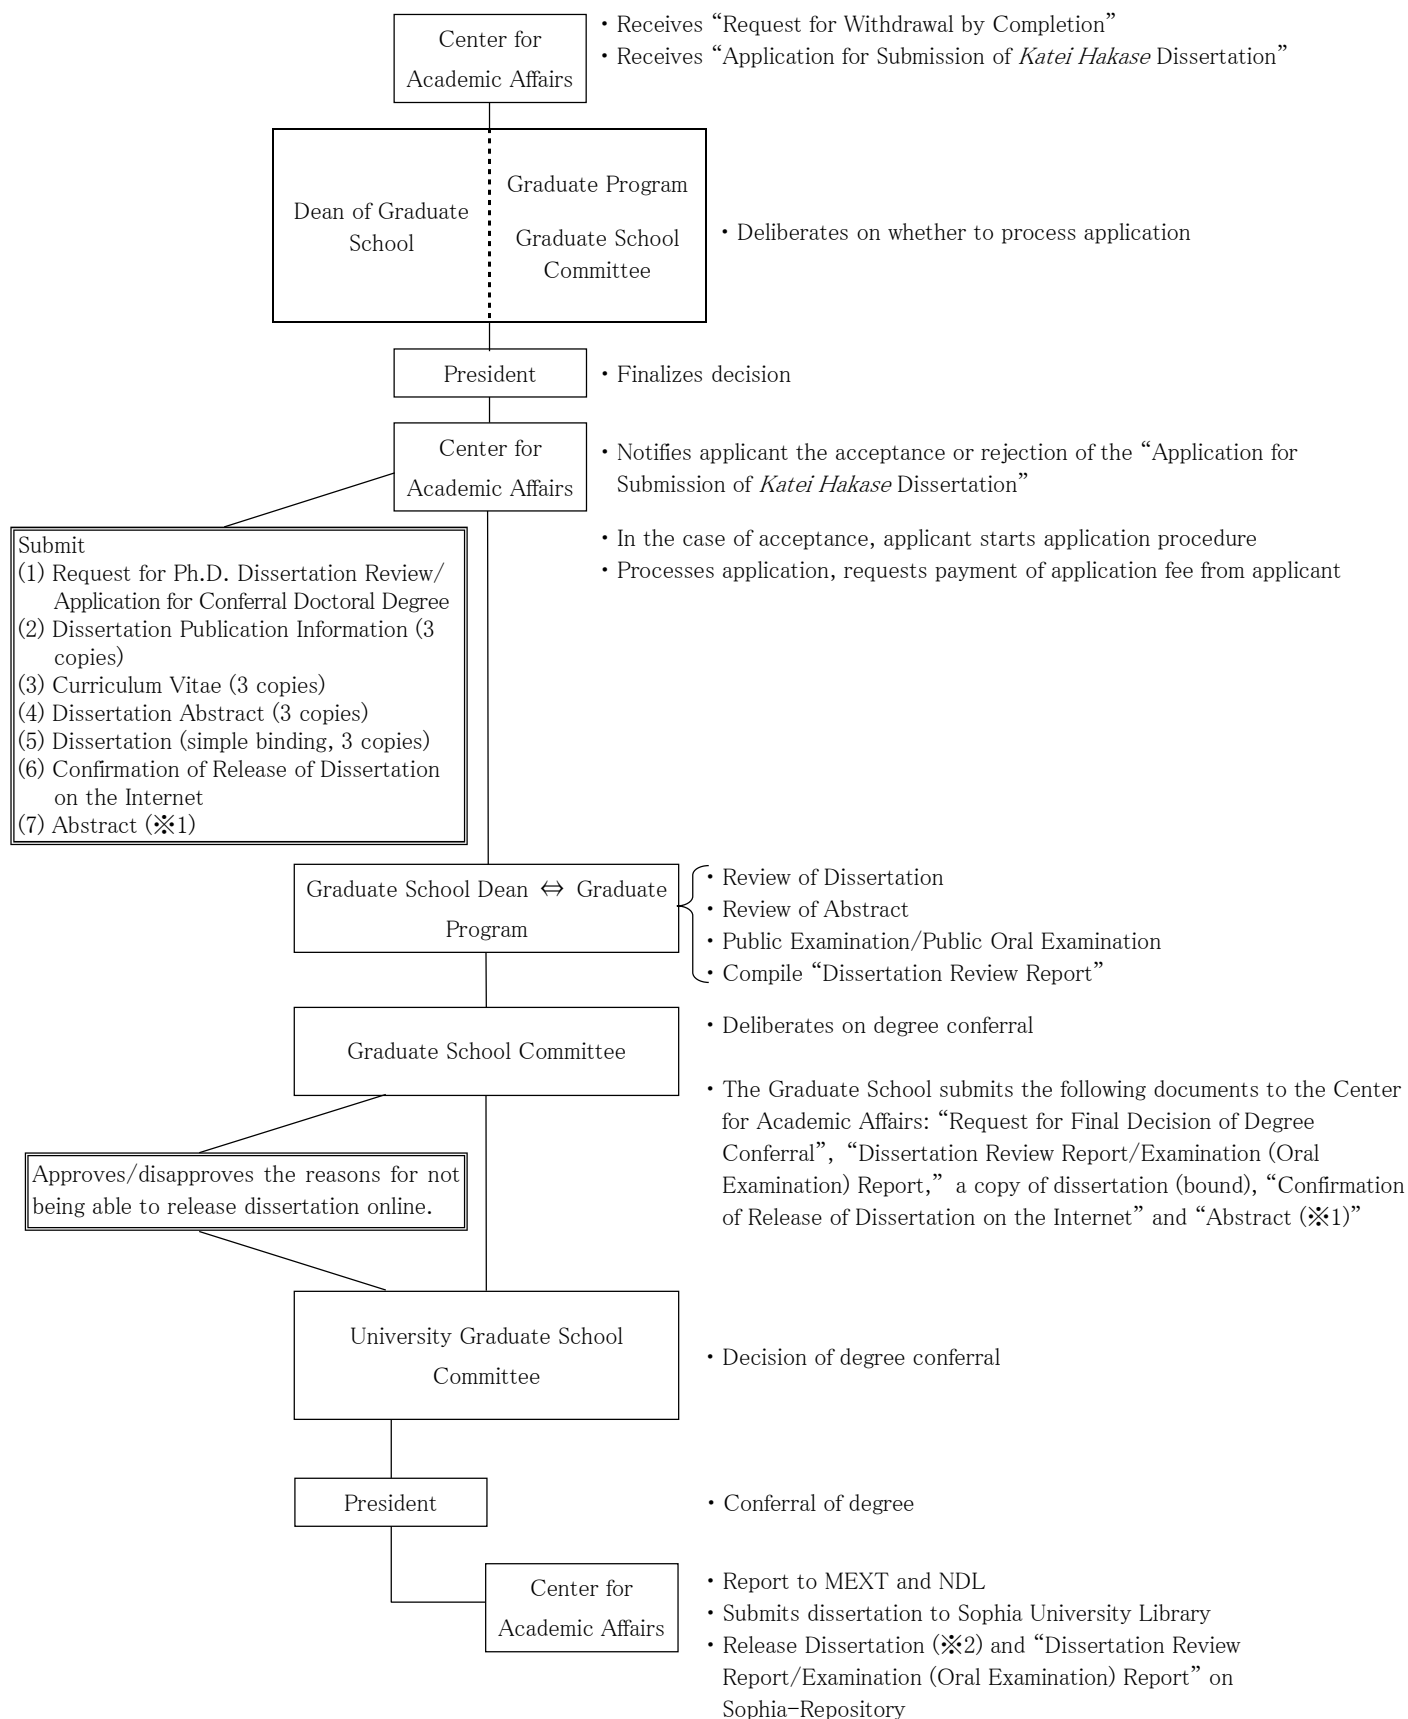 Center for
Academic Affairs
・Receives “Request for Withdrawal by Completion”
・Receives “Application for Submission of Katei Hakase Dissertation”
Dean of Graduate
School
Graduate Program
Graduate School
Committee
・Deliberates on whether to process application
President
・Finalizes decision
Center for
Academic Affairs
・Notifies applicant the acceptance or rejection of the “Application for
Submission of Katei Hakase Dissertation”
・In the case of acceptance, applicant starts application procedure
・Processes application, requests payment of application fee from applicant
Submit
(1) Request for Ph.D. Dissertation Review/
Application for Conferral Doctoral Degree
(2) Dissertation Publication Information (3
copies)
(3) Curriculum Vitae (3 copies)
(4) Dissertation Abstract (3 copies)
(5) Dissertation (simple binding, 3 copies)
(6) Confirmation of Release of Dissertation
on the Internet
(7) Abstract (※1)
Graduate School Dean ⇔ Graduate
Program
・Review of Dissertation
・Review of Abstract
・Public Examination/Public Oral Examination
・Compile “Dissertation Review Report”
Graduate School Committee
・Deliberates on degree conferral
・The Graduate School submits the following documents to the Center
for Academic Affairs: “Request for Final Decision of Degree
Conferral”, “Dissertation Review Report/Examination (Oral
Examination) Report,” a copy of dissertation (bound), “Confirmation
of Release of Dissertation on the Internet” and “Abstract (※1)”
Approves/disapproves the reasons for not
being able to release dissertation online.
University Graduate School
Committee
・Decision of degree conferral
President
・Conferral of degree
Center for
Academic Affairs
・Report to MEXT and NDL
・Submits dissertation to Sophia University Library
・Release Dissertation (※2) and “Dissertation Review
Report/Examination (Oral Examination) Report” on
Sophia-Repository